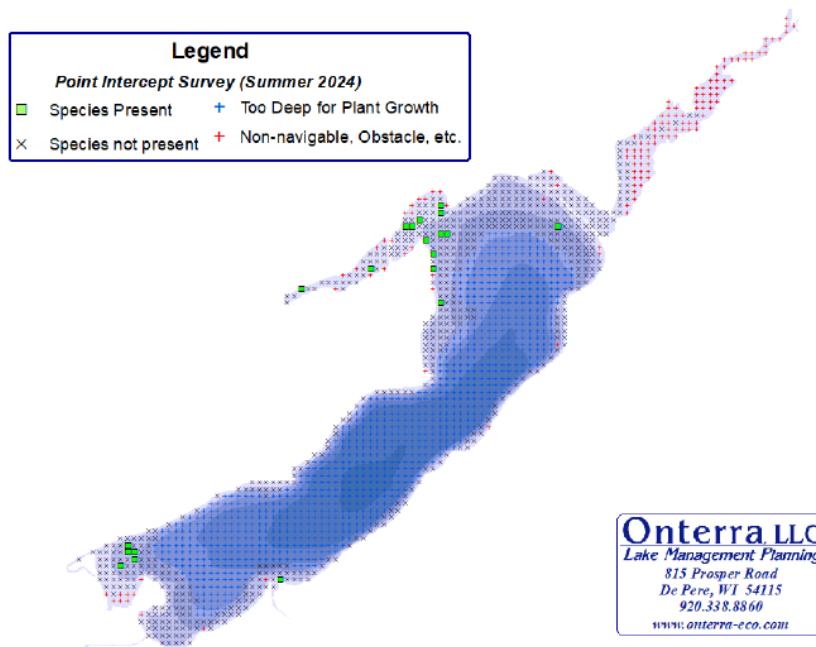 Legend
Point Intercept Survey (Summer 2024)
Species Present
Too Deep for Plant Growth
Species not present
Non-navigable, Obstacle, etc.
Onterra, LLC
Lake Management Planning
815 Prosper Road
De Pere, WI 54115
920.338.8860
www.onterra-eco.com